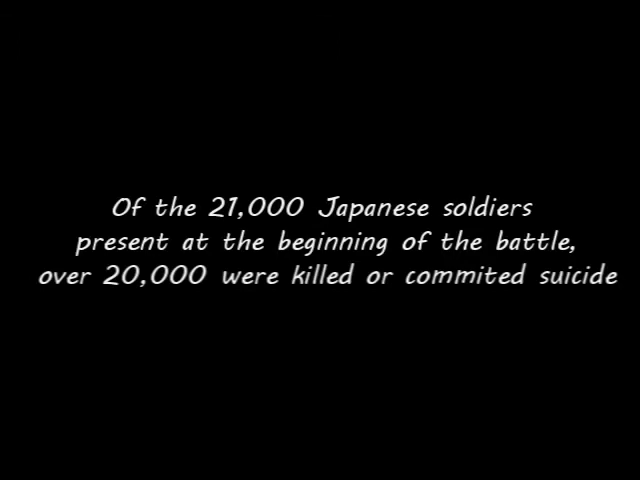 Of the 21,000 Japanese soldiers
present at the beginning of the battle,
over 20,000 were killed or commited suicide